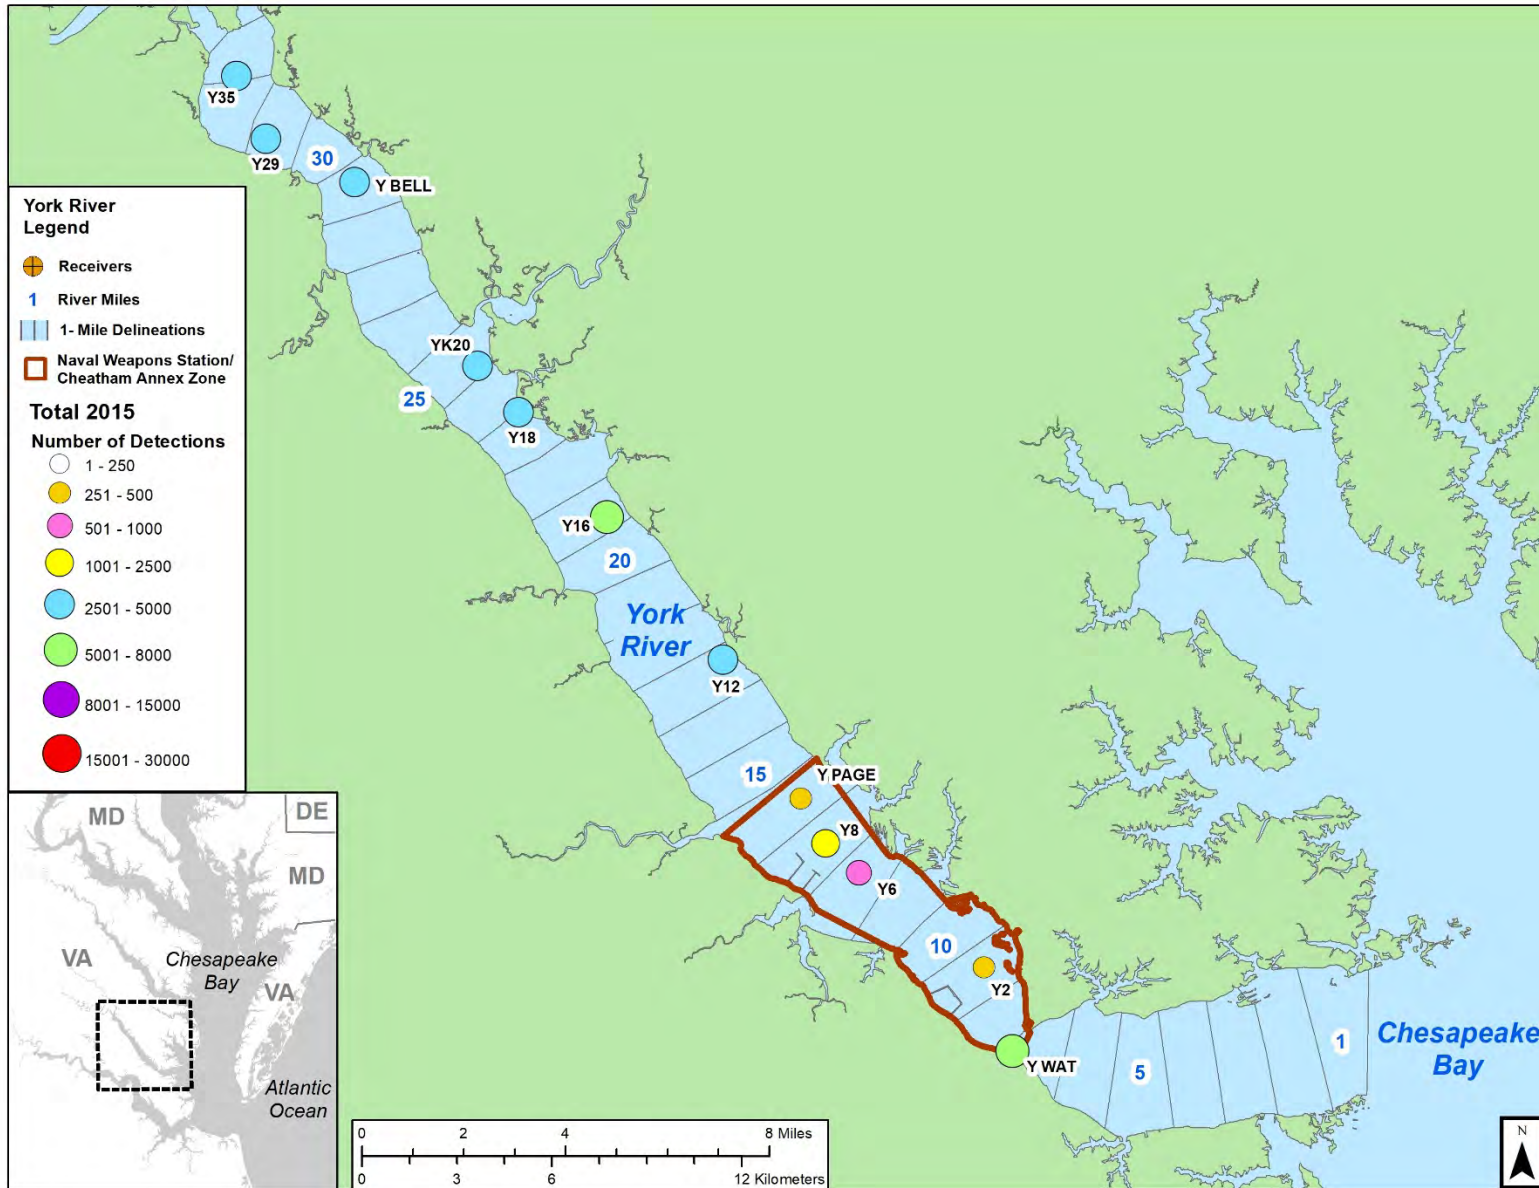 Y35
Y29
30
Y BELL
York River
Legend
Receivers
1 River Miles
1- Mile Delineations
Naval Weapons Station/
Cheatham Annex Zone
Total 2015
Number of Detections
1 - 250
251 - 500
501 - 1000
1001 - 2500
2501 - 5000
5001 - 8000
8001 - 15000
15001 - 30000
YK20
25
Y18
Y16
20
York
River
Y12
15
Y PAGE
Y8
Y6
10
Y2
Y WAT
5
1
Chesapeake
Bay
MD
DE
MD
VA
Chesapeake
Bay
VA
Atlantic
Ocean
0 2 4 8 Miles
0 3 6 12 Kilometers
N